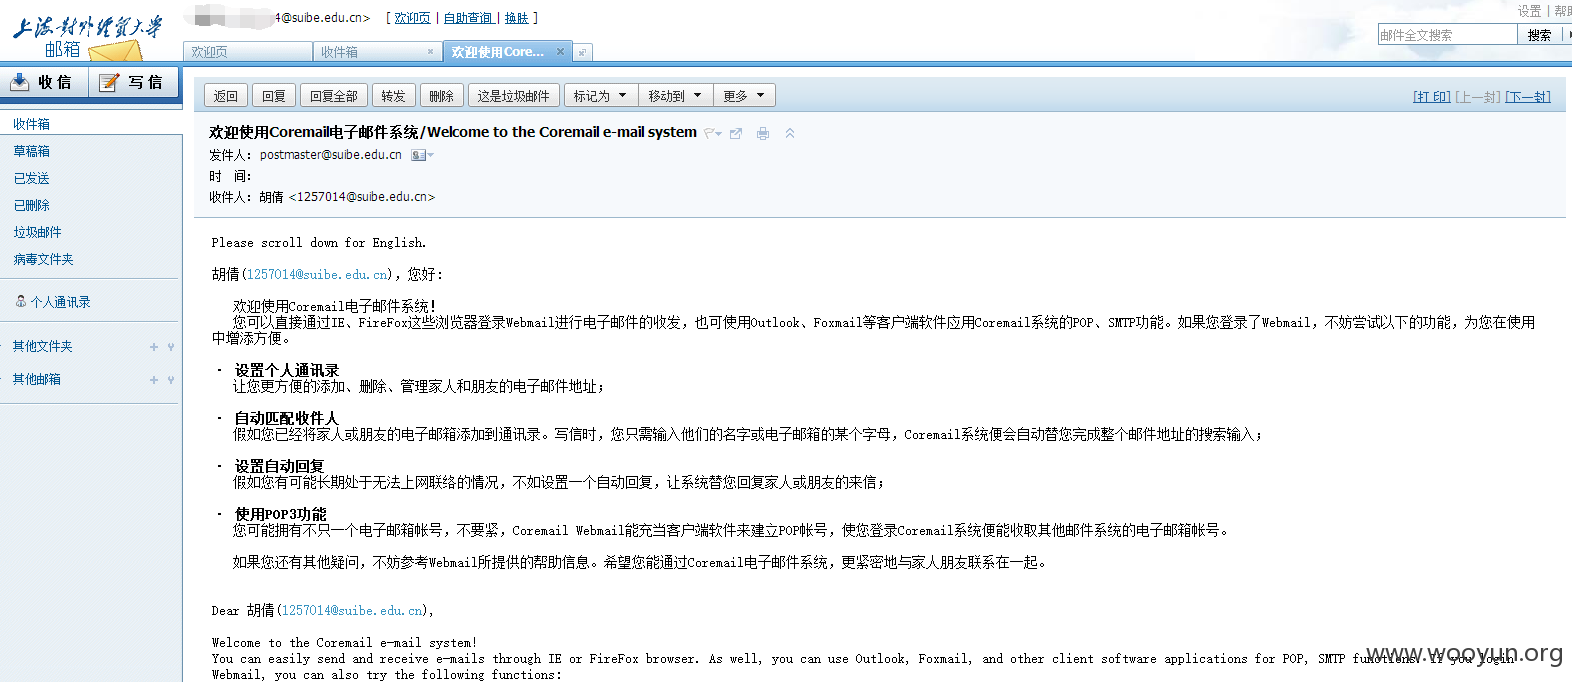 上海对外经贸大学
邮箱
4@suibe.edu.cn> [ 欢迎页 | 自助查询 | 换肤 ]
设置 | 帮助
邮件全文搜索 搜索
欢迎页 收件箱 × 欢迎使用Core... ×
收信 写信
返回 回复 回复全部 转发 删除 这是垃圾邮件 标记为 移动到 更多 [打印] [上一封] [下一封]
收件箱
草稿箱
已发送
已删除
垃圾邮件
病毒文件夹
个人通讯录
其他文件夹
其他邮箱
欢迎使用Coremail电子邮件系统/Welcome to the Coremail e-mail system
发件人: postmaster@suibe.edu.cn
时 间:
收件人: 胡倩 <1257014@suibe.edu.cn>
Please scroll down for English.
胡倩(1257014@suibe.edu.cn), 您好:
欢迎使用Coremail电子邮件系统!
您可以直接通过IE、FireFox这些浏览器登录Webmail进行电子邮件的收发, 也可使用Outlook、Foxmail等客户端软件应用Coremail系统的POP、SMTP功能。如果您登录了Webmail, 不妨尝试以下的功能, 为您在使用
中增添方便。
· 设置个人通讯录
让您更方便的添加、删除、管理家人和朋友的电子邮件地址;
· 自动匹配收件人
假如您已经将家人或朋友的电子邮箱添加到通讯录。写信时, 您只需输入他们的名字或电子邮箱的某个字母, Coremail系统便会自动替您完成整个邮件地址的搜索输入;
· 设置自动回复
假如您有可能长期处于无法上网联络的情况, 不如设置一个自动回复, 让系统替您回复家人或朋友的来信;
· 使用POP3功能
您可能拥有不只一个电子邮箱帐号, 不要紧, Coremail Webmail能充当客户端软件来建立POP帐号, 使您登录Coremail系统便能收取其他邮件系统的电子邮箱帐号。
如果您还有其他疑问, 不妨参考Webmail所提供的帮助信息。希望您能通过Coremail电子邮件系统, 更紧密地与家人朋友联系在一起。
Dear 胡倩(1257014@suibe.edu.cn),
Welcome to the Coremail e-mail system!
You can easily send and receive e-mails through IE or FireFox browser. As well, you can use Outlook, Foxmail, and other client software applications for POP, SMTP functions. If you login
Webmail, you can also try the following functions:
www.wooyun.org